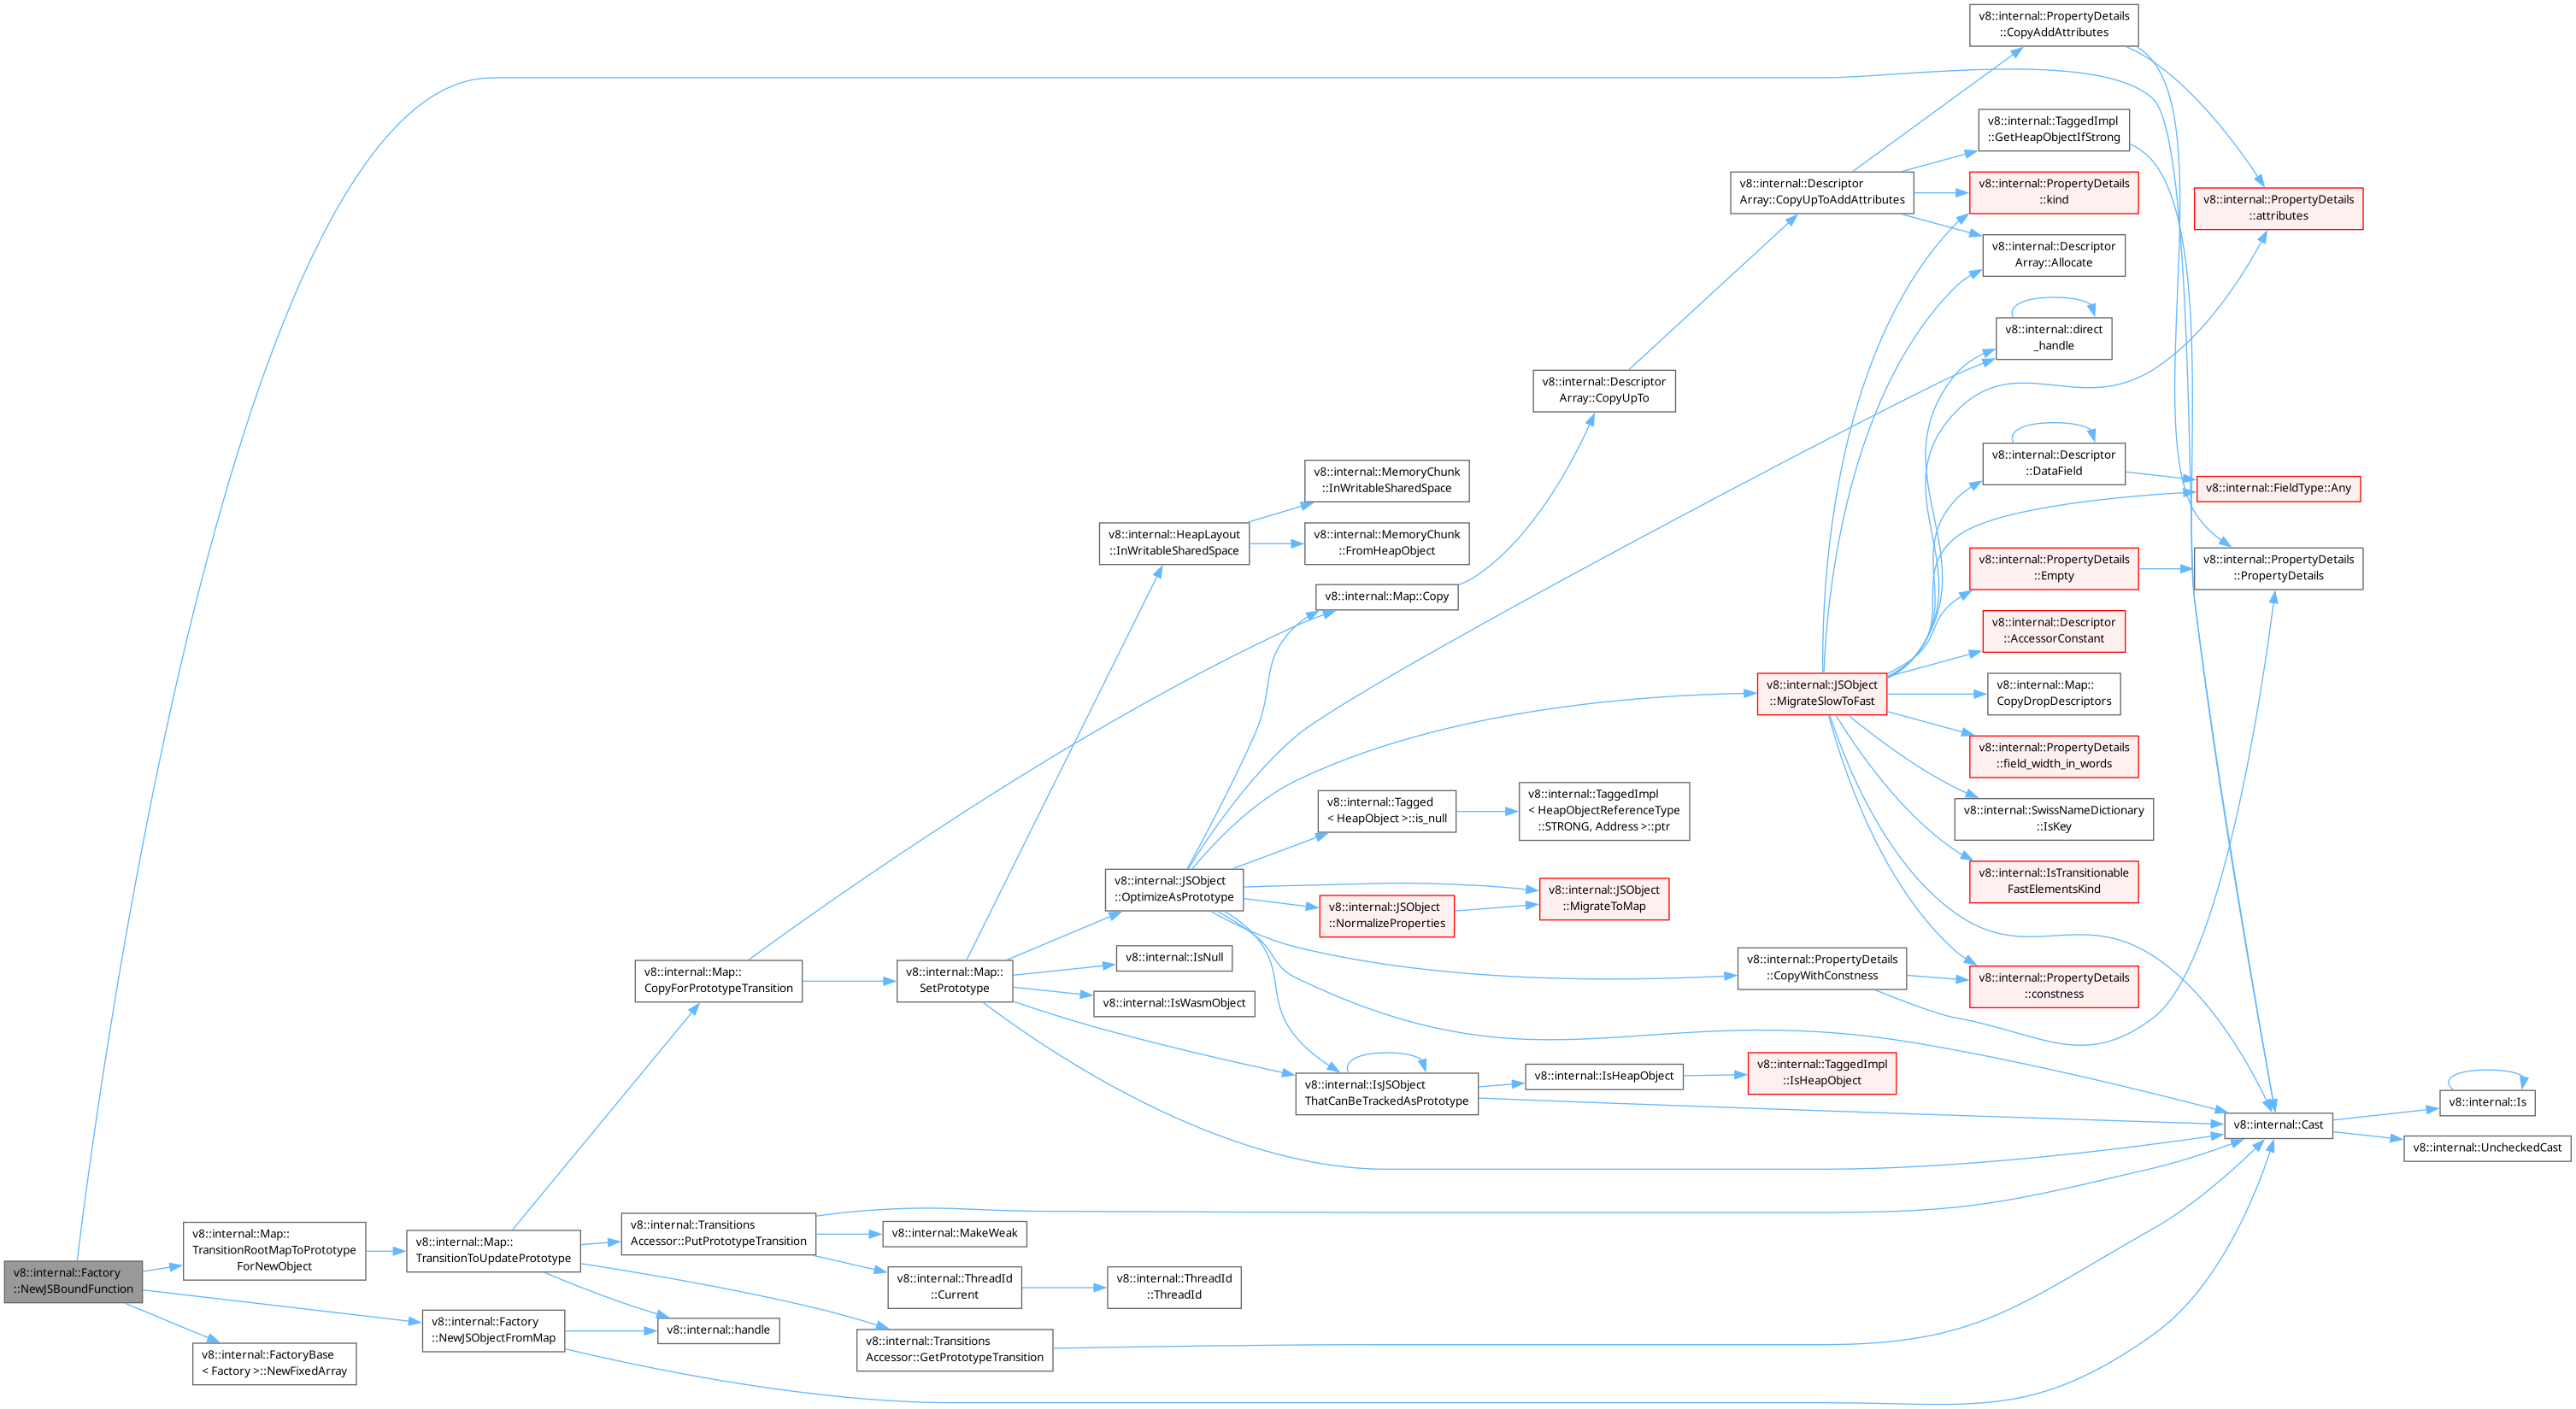 v8::internal::Factory
::NewJSBoundFunction
v8::internal::Map::
TransitionRootMapToPrototype
ForNewObject
v8::internal::FactoryBase
< Factory >::NewFixedArray
v8::internal::Map::
TransitionToUpdatePrototype
v8::internal::Factory
::NewJSObjectFromMap
v8::internal::Map::
CopyForPrototypeTransition
v8::internal::Transitions
Accessor::PutPrototypeTransition
v8::internal::handle
v8::internal::MemoryChunk
::InWritableSharedSpace
v8::internal::MemoryChunk
::FromHeapObject
v8::internal::Map::Copy
v8::internal::Map::
SetPrototype
v8::internal::MakeWeak
v8::internal::ThreadId
::Current
v8::internal::Transitions
Accessor::GetPrototypeTransition
v8::internal::HeapLayout
::InWritableSharedSpace
v8::internal::JSObject
::OptimizeAsPrototype
v8::internal::IsNull
v8::internal::IsWasmObject
v8::internal::ThreadId
::ThreadId
v8::internal::Tagged
< HeapObject >::is_null
v8::internal::JSObject
::NormalizeProperties
v8::internal::IsJSObject
ThatCanBeTrackedAsPrototype
v8::internal::Descriptor
Array::CopyUpTo
v8::internal::TaggedImpl
< HeapObjectReferenceType
::STRONG, Address >::ptr
v8::internal::JSObject
::MigrateToMap
v8::internal::IsHeapObject
v8::internal::Descriptor
Array::CopyUpToAddAttributes
v8::internal::JSObject
::MigrateSlowToFast
v8::internal::PropertyDetails
::CopyWithConstness
v8::internal::TaggedImpl
::IsHeapObject
v8::internal::PropertyDetails
::CopyAddAttributes
v8::internal::TaggedImpl
::GetHeapObjectIfStrong
v8::internal::PropertyDetails
::kind
v8::internal::Descriptor
Array::Allocate
v8::internal::direct
_handle
v8::internal::Descriptor
::DataField
v8::internal::PropertyDetails
::Empty
v8::internal::Descriptor
::AccessorConstant
v8::internal::Map::
CopyDropDescriptors
v8::internal::PropertyDetails
::field_width_in_words
v8::internal::SwissNameDictionary
::IsKey
v8::internal::IsTransitionable
FastElementsKind
v8::internal::PropertyDetails
::constness
v8::internal::PropertyDetails
::attributes
v8::internal::FieldType::Any
v8::internal::PropertyDetails
::PropertyDetails
v8::internal::Cast
v8::internal::Is
v8::internal::UncheckedCast